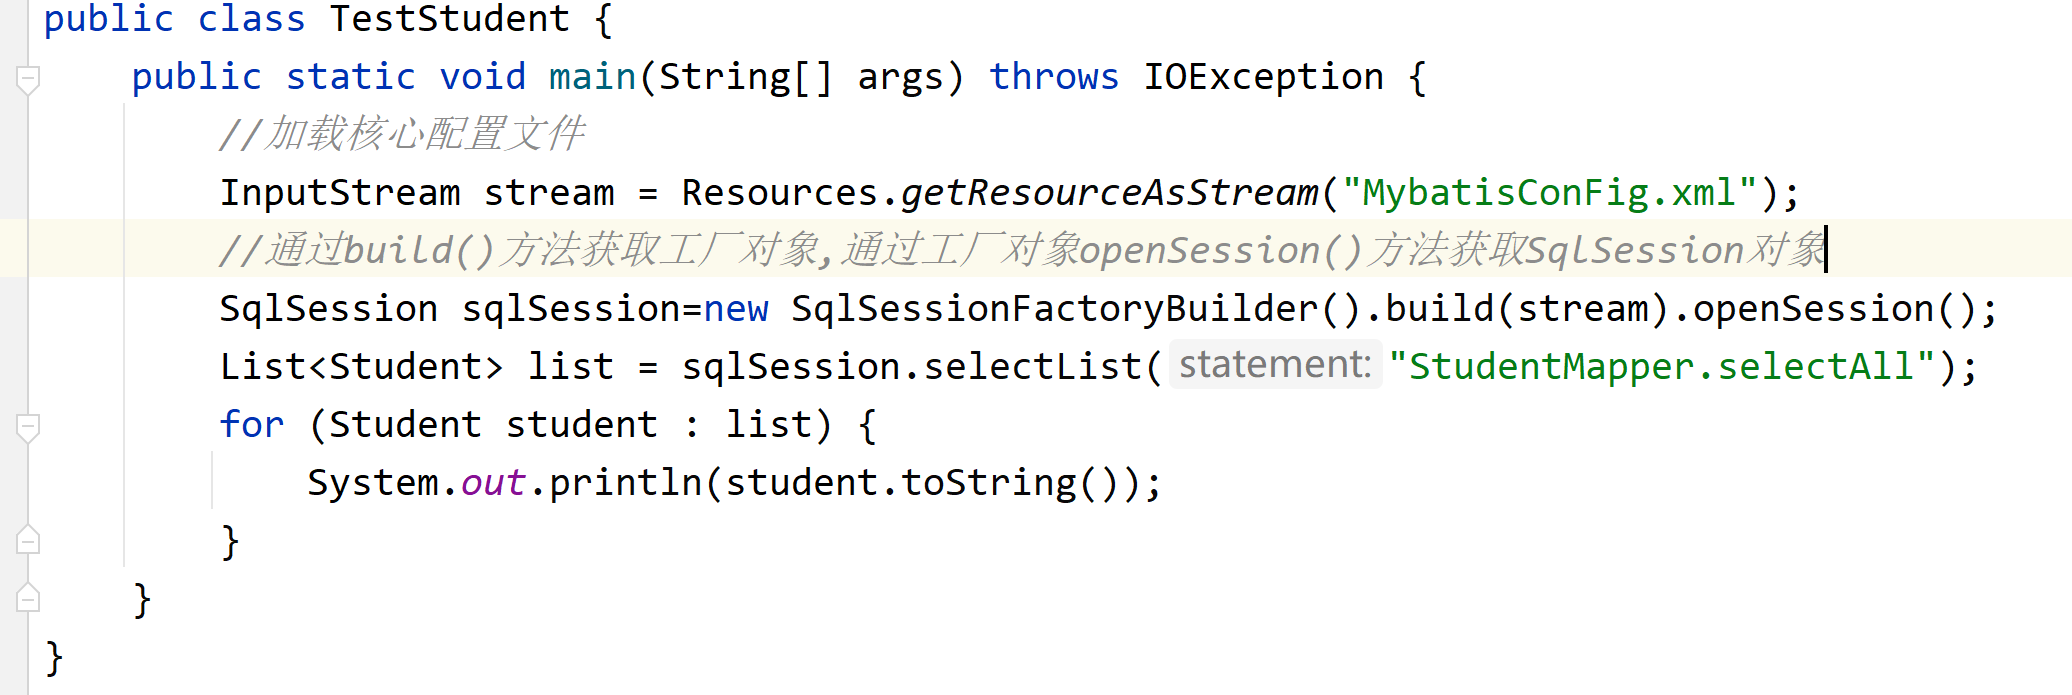 public class TestStudent {
public static void main(String[] args) throws IOException {
//加载核心配置文件
InputStream stream = Resources.getResourceAsStream("MybatisConFig.xml");
//通过build()方法获取工厂对象,通过工厂对象openSession()方法获取SqlSession对象
SqlSession sqlSession=new SqlSessionFactoryBuilder().build(stream).openSession();
List<Student> list = sqlSession.selectList( statement: "StudentMapper.selectAll");
for (Student student : list) {
System.out.println(student.toString());
}
}
}